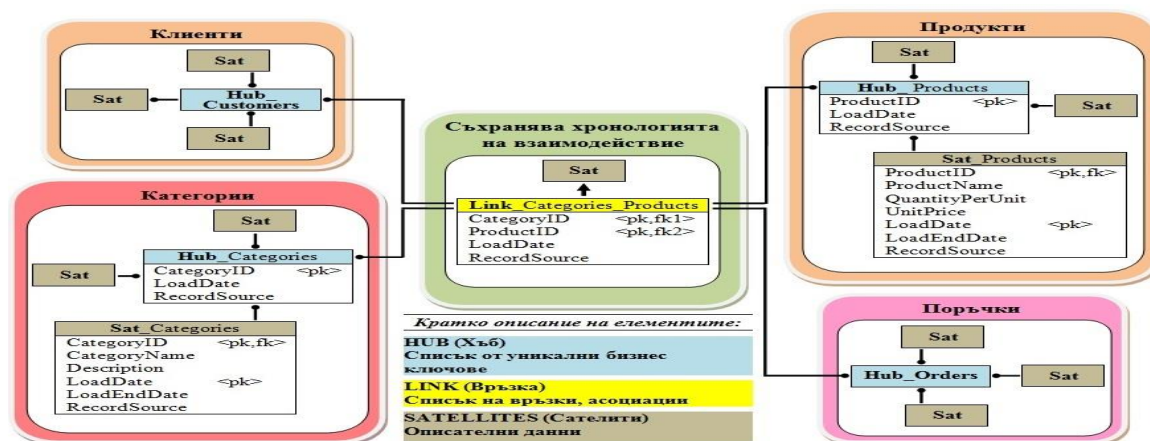 Клиенти
Sat
Sat
Hub_
Customers
Sat
Категории
Sat
Hub_Categories
Sat
CategoryID <pk>
LoadDate
RecordSource
Sat_Categories
CategoryID <pk,fk>
CategoryName
Description
LoadDate <pk>
LoadEndDate
RecordSource
Съхранява хронологията
на взаимодействие
Sat
Link_Categories_Products
CategoryID <pk,fk1>
ProductID <pk,fk2>
LoadDate
RecordSource
Кратко описание на елементите:
HUB (Хъб)
Списък от уникални бизнес
ключове
LINK (Връзка)
Списък на връзки, асоциации
SATELLITES (Сателити)
Описателни данни
Продукти
Sat
Hub_ Products
ProductID <pk>
LoadDate
RecordSource
Sat
Sat_Products
ProductID <pk,fk>
ProductName
QuantityPerUnit
UnitPrice
LoadDate <pk>
LoadEndDate
RecordSource
Поръчки
Sat
Hub_Orders
Sat
Sat